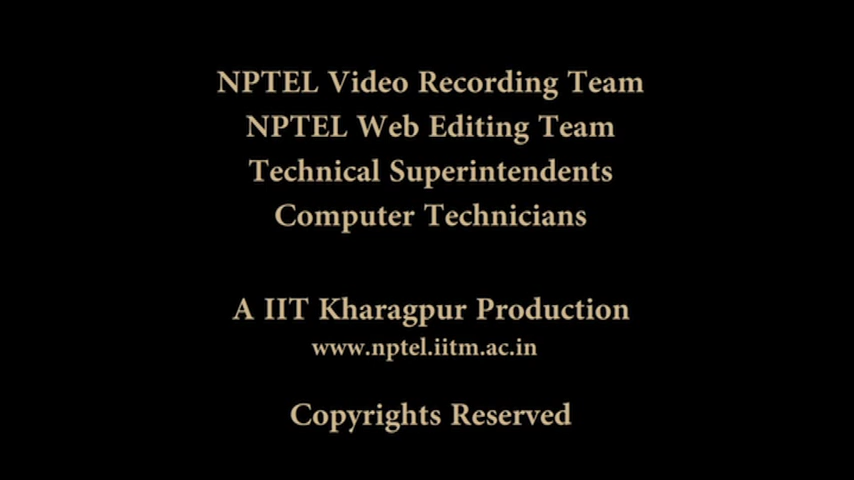 NPTEL Video Recording Team
NPTEL Web Editing Team
Technical Superintendents
Computer Technicians
A IIT Kharagpur Production
www.nptel.iitm.ac.in
Copyrights Reserved